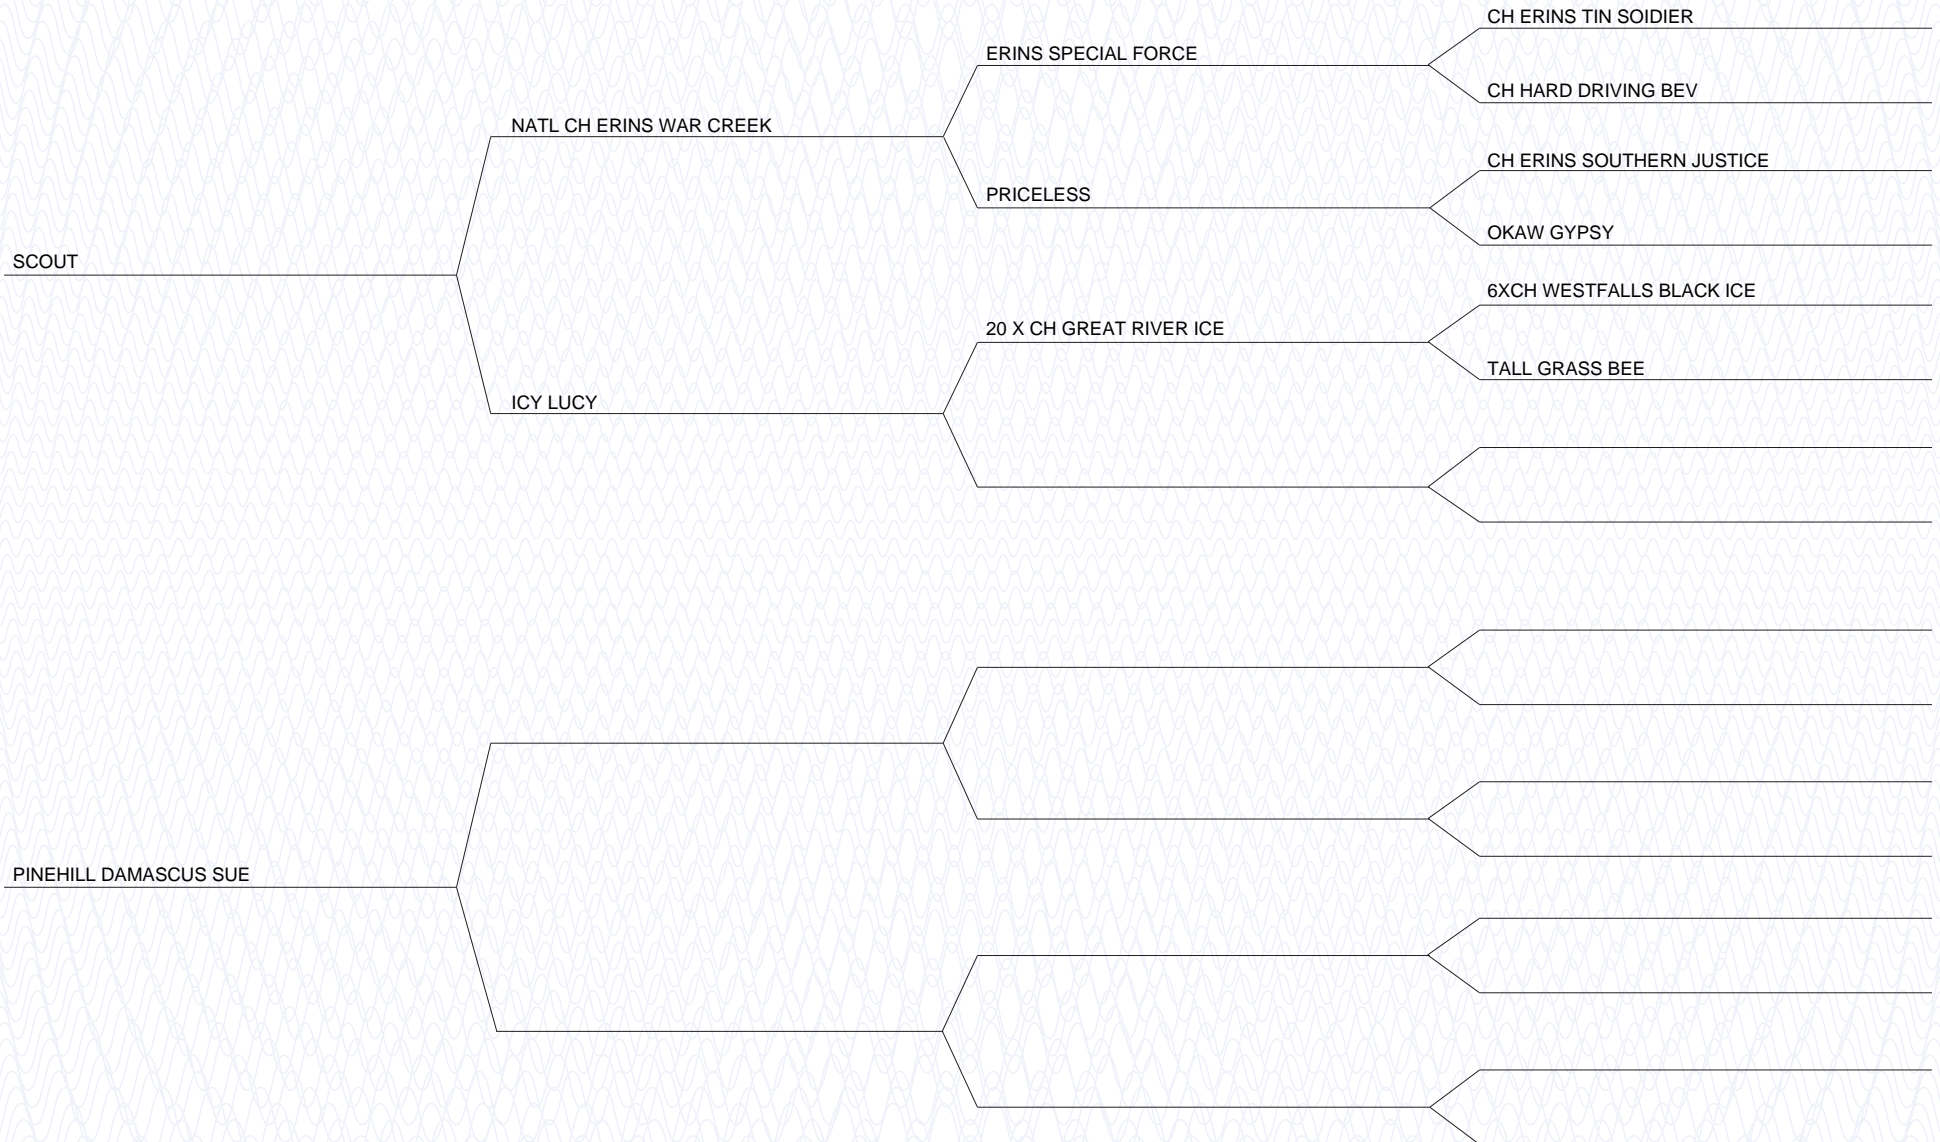 CH ERINS TIN SOIDIER
ERINS SPECIAL FORCE
CH HARD DRIVING BEV
NATL CH ERINS WAR CREEK
CH ERINS SOUTHERN JUSTICE
PRICELESS
OKAW GYPSY
SCOUT
6XCH WESTFALLS BLACK ICE
20 X CH GREAT RIVER ICE
TALL GRASS BEE
ICY LUCY
PINEHILL DAMASCUS SUE